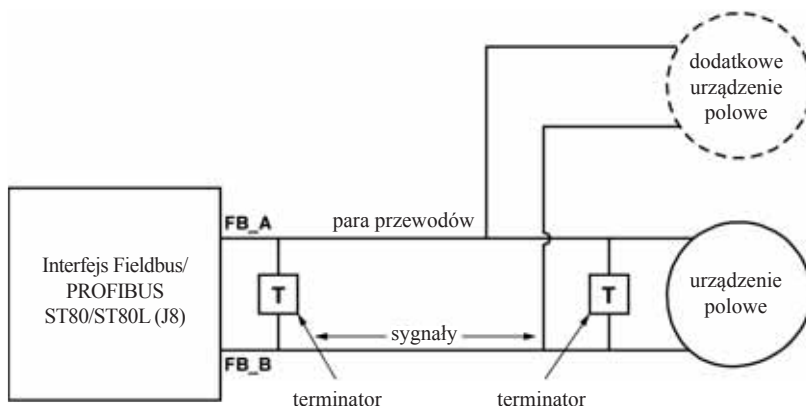 dodatkowe
urządzenie
polowe
FB_A
para przewodów
Interfejs Fieldbus/
PROFIBUS
ST80/ST80L (J8)
T
T
urządzenie
polowe
sygnały
FB_B
terminator
terminator